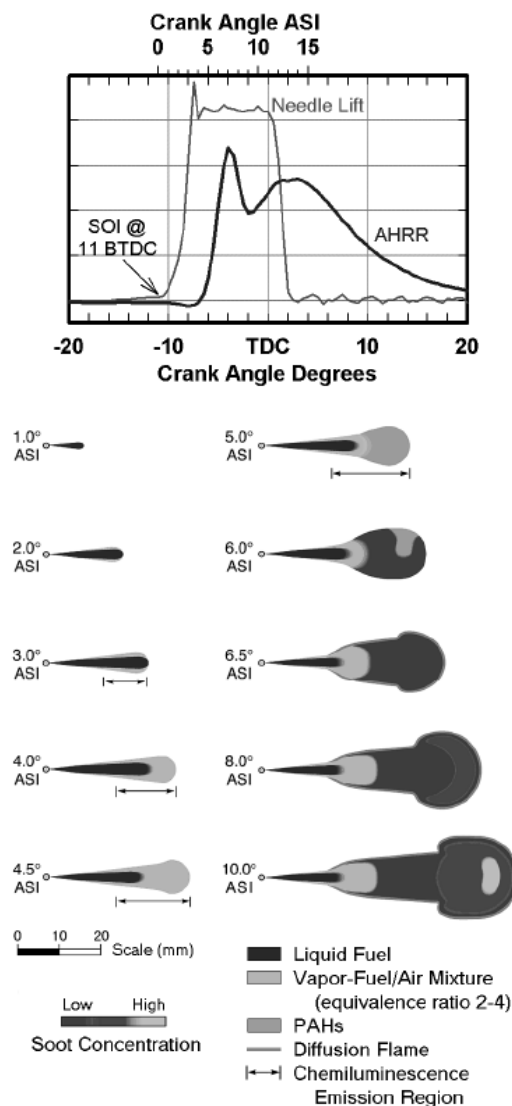 Crank Angle ASI
0 5 10 15
Needle Lift
SOI @
11 BTDC
AHRR
-20 -10 TDC 10 20
Crank Angle Degrees
1.0°
ASI
2.0°
ASI
3.0°
ASI
4.0°
ASI
4.5°
ASI
5.0°
ASI
6.0°
ASI
6.5°
ASI
8.0°
ASI
10.0°
ASI
0 10 20
Scale (mm)
Low High
Soot Concentration
Liquid Fuel
Vapor-Fuel/Air Mixture
(equivalence ratio 2-4)
PAHs
Diffusion Flame
Chemiluminescence
Emission Region